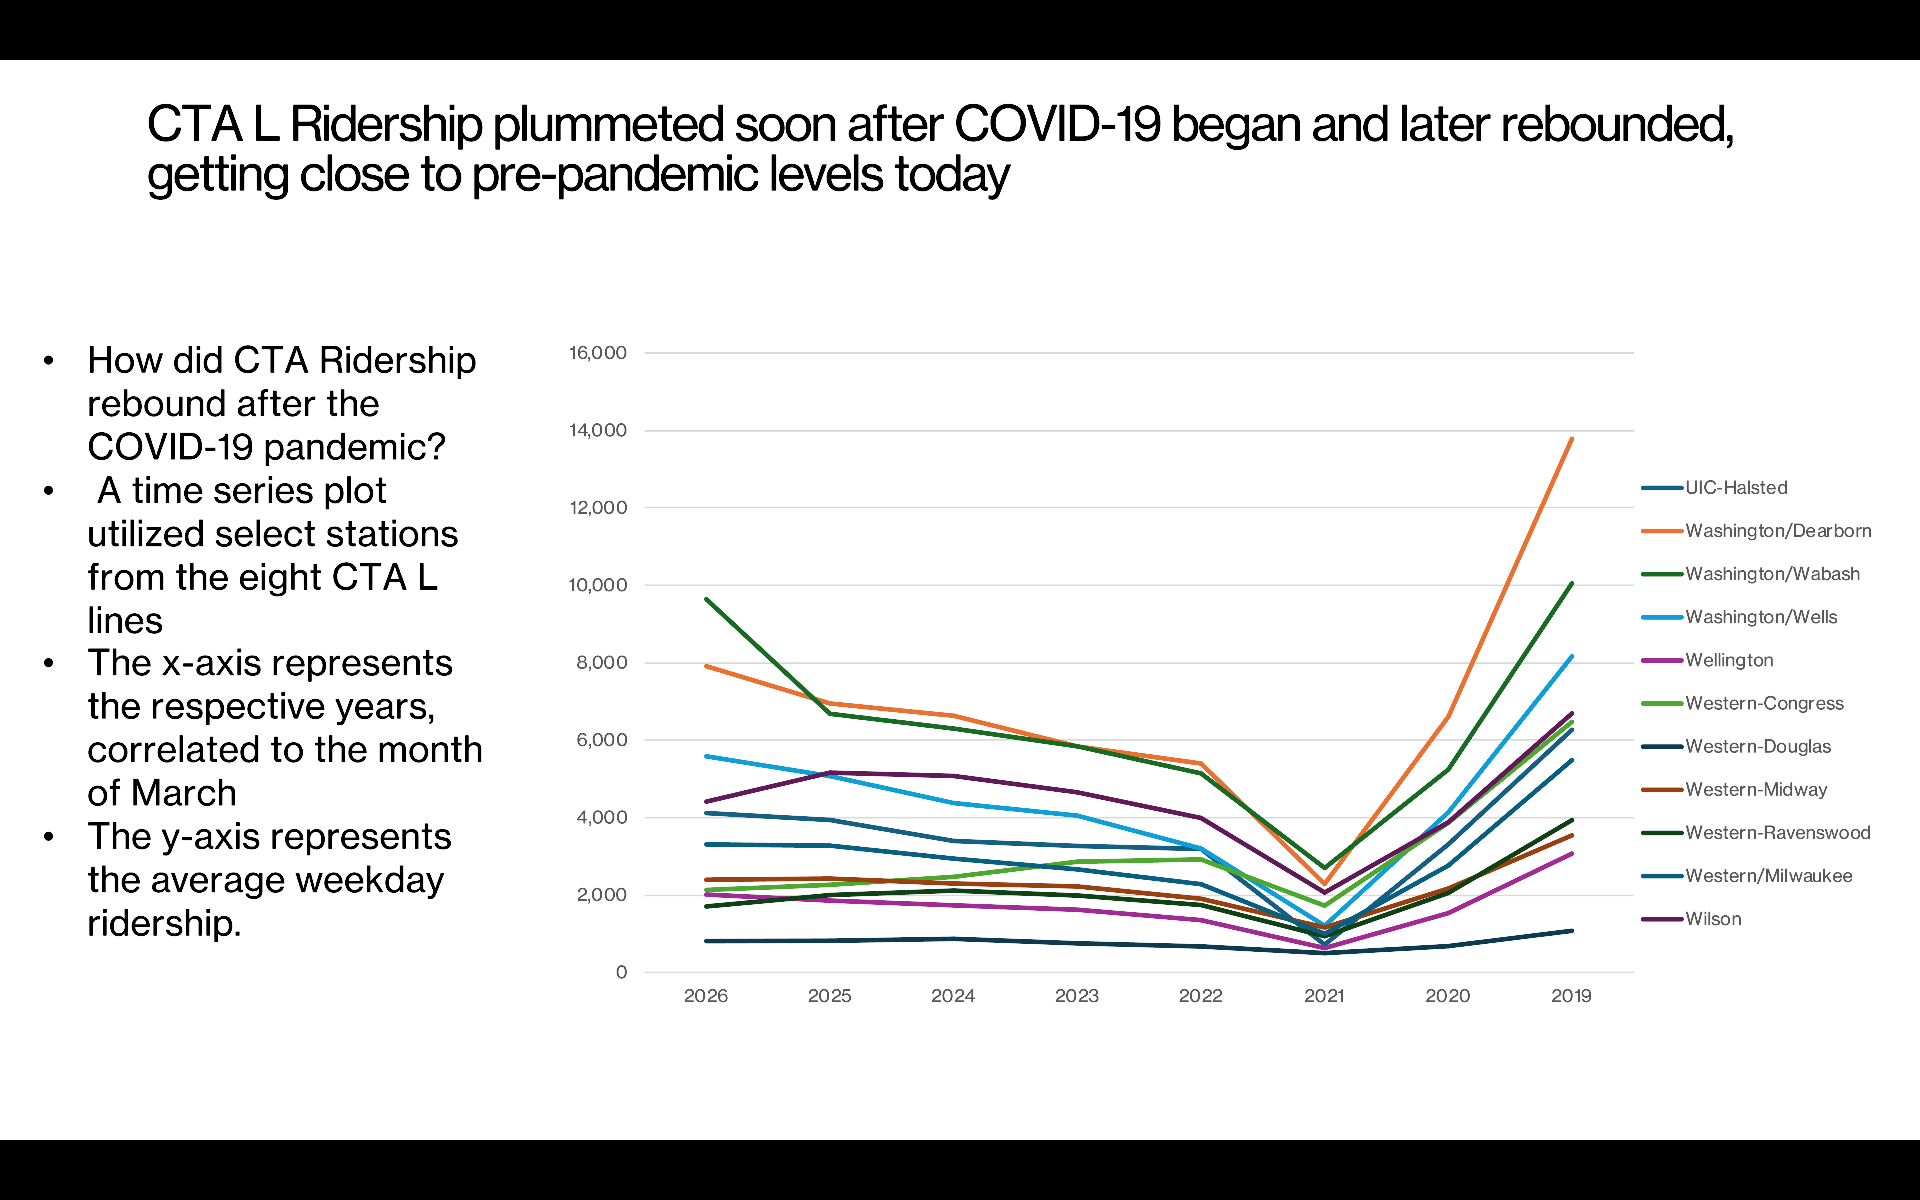 CTA L Ridership plummeted soon after COVID-19 began and later rebounded,
getting close to pre-pandemic levels today
• How did CTA Ridership
rebound after the
COVID-19 pandemic?
• A time series plot
utilized select stations
from the eight CTA L
lines
• The x-axis represents
the respective years,
correlated to the month
of March
• The y-axis represents
the average weekday
ridership.
16,000
14,000
12,000
10,000
8,000
6,000
4,000
2,000
0
2026 2025 2024 2023 2022 2021 2020 2019
UIC-Halsted
Washington/Dearborn
Washington/Wabash
Washington/Wells
Wellington
Western-Congress
Western-Douglas
Western-Midway
Western-Ravenswood
Western/Milwaukee
Wilson